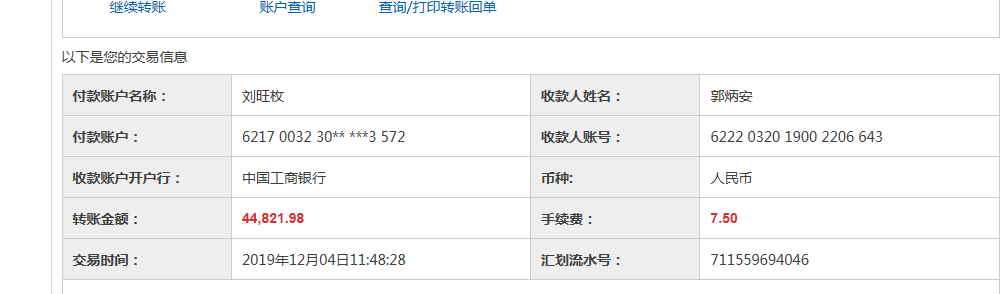 继续转账 账户查询 查询/打印转账回单
以下是您的交易信息
付款账户名称： 刘旺枚 收款人姓名： 郭炳安
付款账户： 6217 0032 30** ***3 572 收款人账号： 6222 0320 1900 2206 643
收款账户开户行： 中国工商银行 币种: 人民币
转账金额： 44,821.98 手续费： 7.50
交易时间： 2019年12月04日11:48:28 汇划流水号： 711559694046